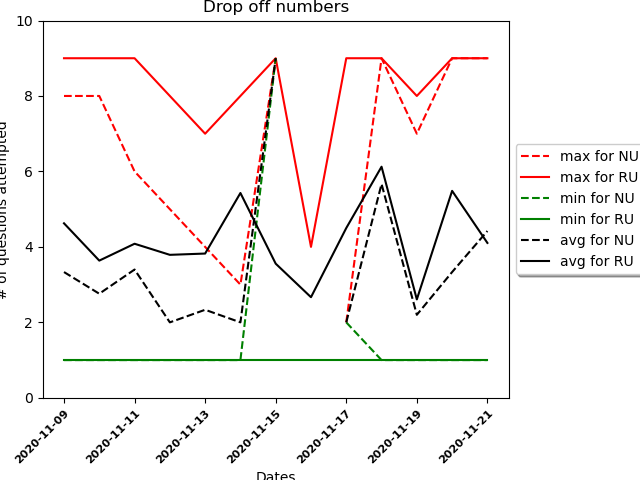 Drop off numbers
# of questions attempted
10
8
6
4
2
0
2020-11-09
2020-11-11
2020-11-13
2020-11-15
2020-11-17
2020-11-19
2020-11-21
Dates
max for NU
max for RU
min for NU
min for RU
avg for NU
avg for RU